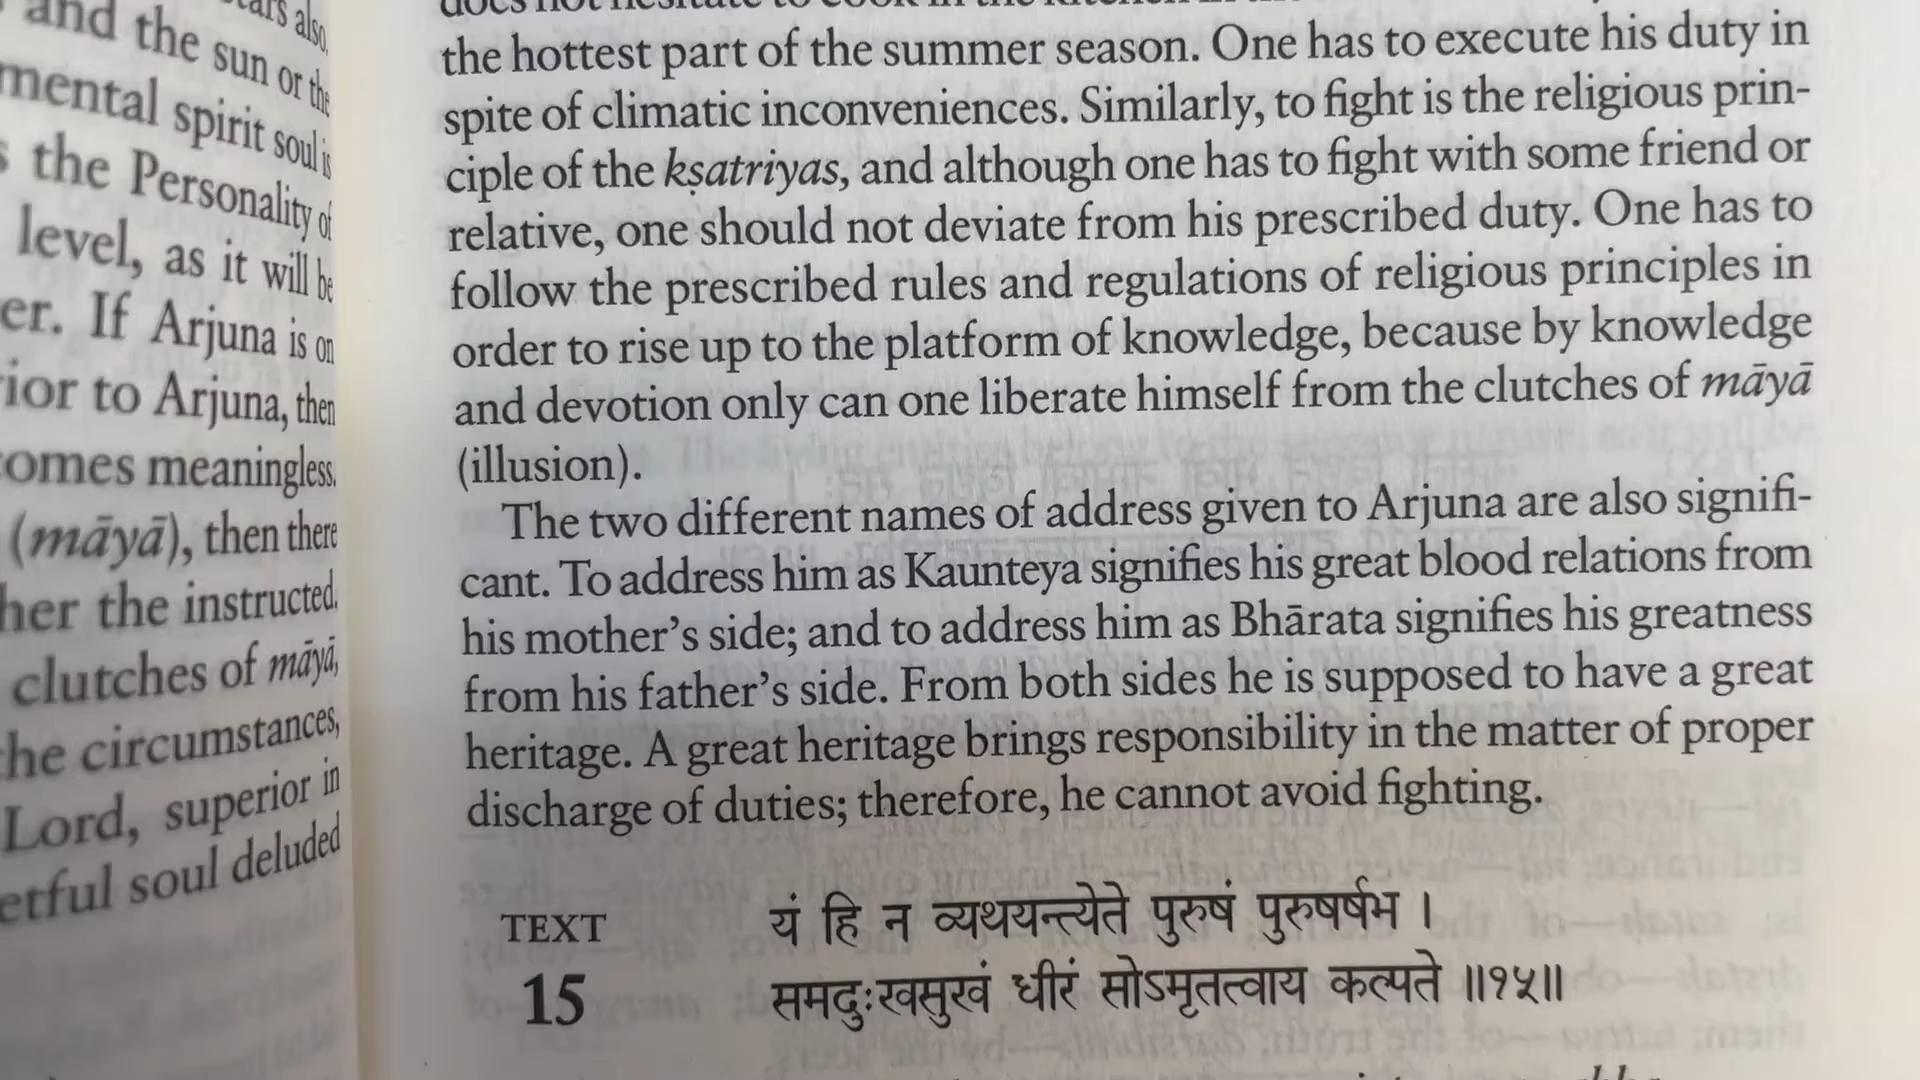 also.
and the sun or the
mental spirit soul is
the Personality of
level, as it will be
er. If Arjuna is on
ior to Arjuna, then
omes meaningless.
(māyā), then there
her the instructed.
clutches of māyā,
he circumstances,
Lord, superior in
etful soul deluded
the hottest part of the summer season. One has to execute his duty in
spite of climatic inconveniences. Similarly, to fight is the religious prin-
ciple of the kṣatriyas, and although one has to fight with some friend or
relative, one should not deviate from his prescribed duty. One has to
follow the prescribed rules and regulations of religious principles in
order to rise up to the platform of knowledge, because by knowledge
and devotion only can one liberate himself from the clutches of māyā
(illusion).
The two different names of address given to Arjuna are also signifi-
cant. To address him as Kaunteya signifies his great blood relations from
his mother's side; and to address him as Bhārata signifies his greatness
from his father's side. From both sides he is supposed to have a great
heritage. A great heritage brings responsibility in the matter of proper
discharge of duties; therefore, he cannot avoid fighting.
TEXT
15
यं हि न व्यथयन्त्येते पुरुषं पुरुषर्षभ ।
समदुःखसुखं धीरं सोऽमृतत्वाय कल्पते ॥१५॥